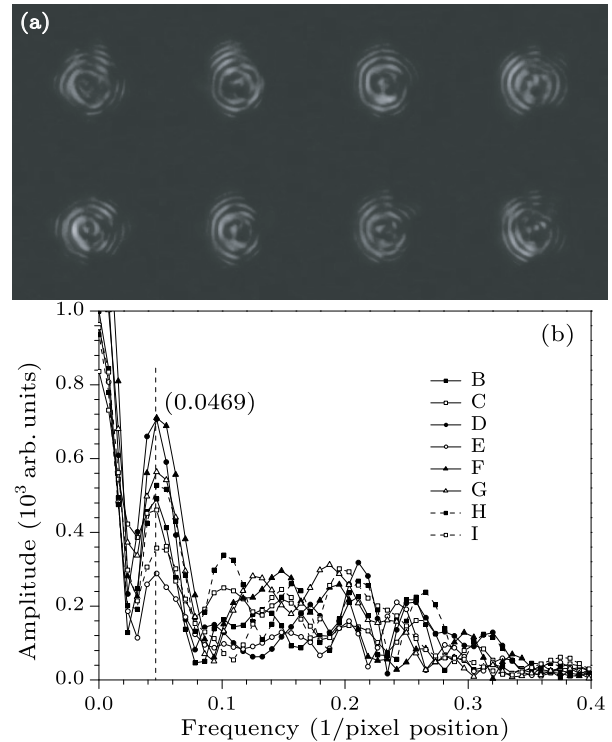 (a)
(b)
1.0
0.8
0.6
0.4
0.2
0.0
Amplitude (10³ arb. units)
(0.0469)
B
C
D
E
F
G
H
I
0.0 0.1 0.2 0.3 0.4
Frequency (1/pixel position)